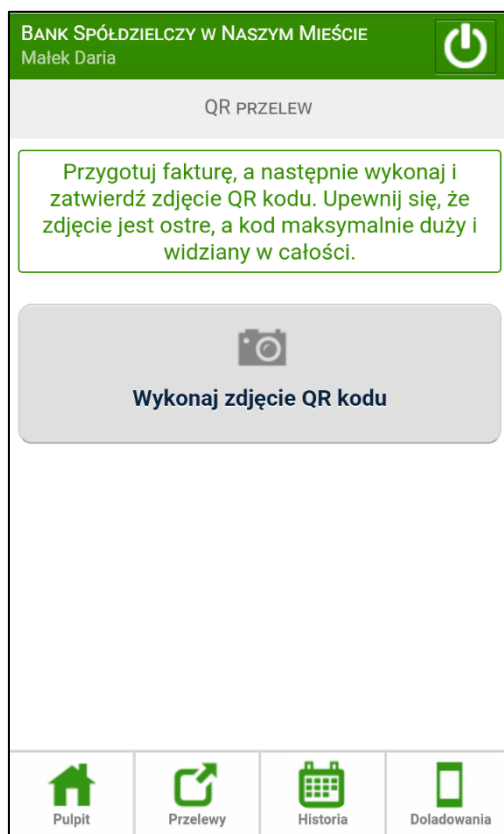 Bank Spółdzielczy w Naszym Mieście
Małek Daria
QR przelew
Przygotuj fakturę, a następnie wykonaj i
zatwierdź zdjęcie QR kodu. Upewnij się, że
zdjęcie jest ostre, a kod maksymalnie duży i
widziany w całości.
Wykonaj zdjęcie QR kodu
Pulpit Przelewy Historia Doladowania